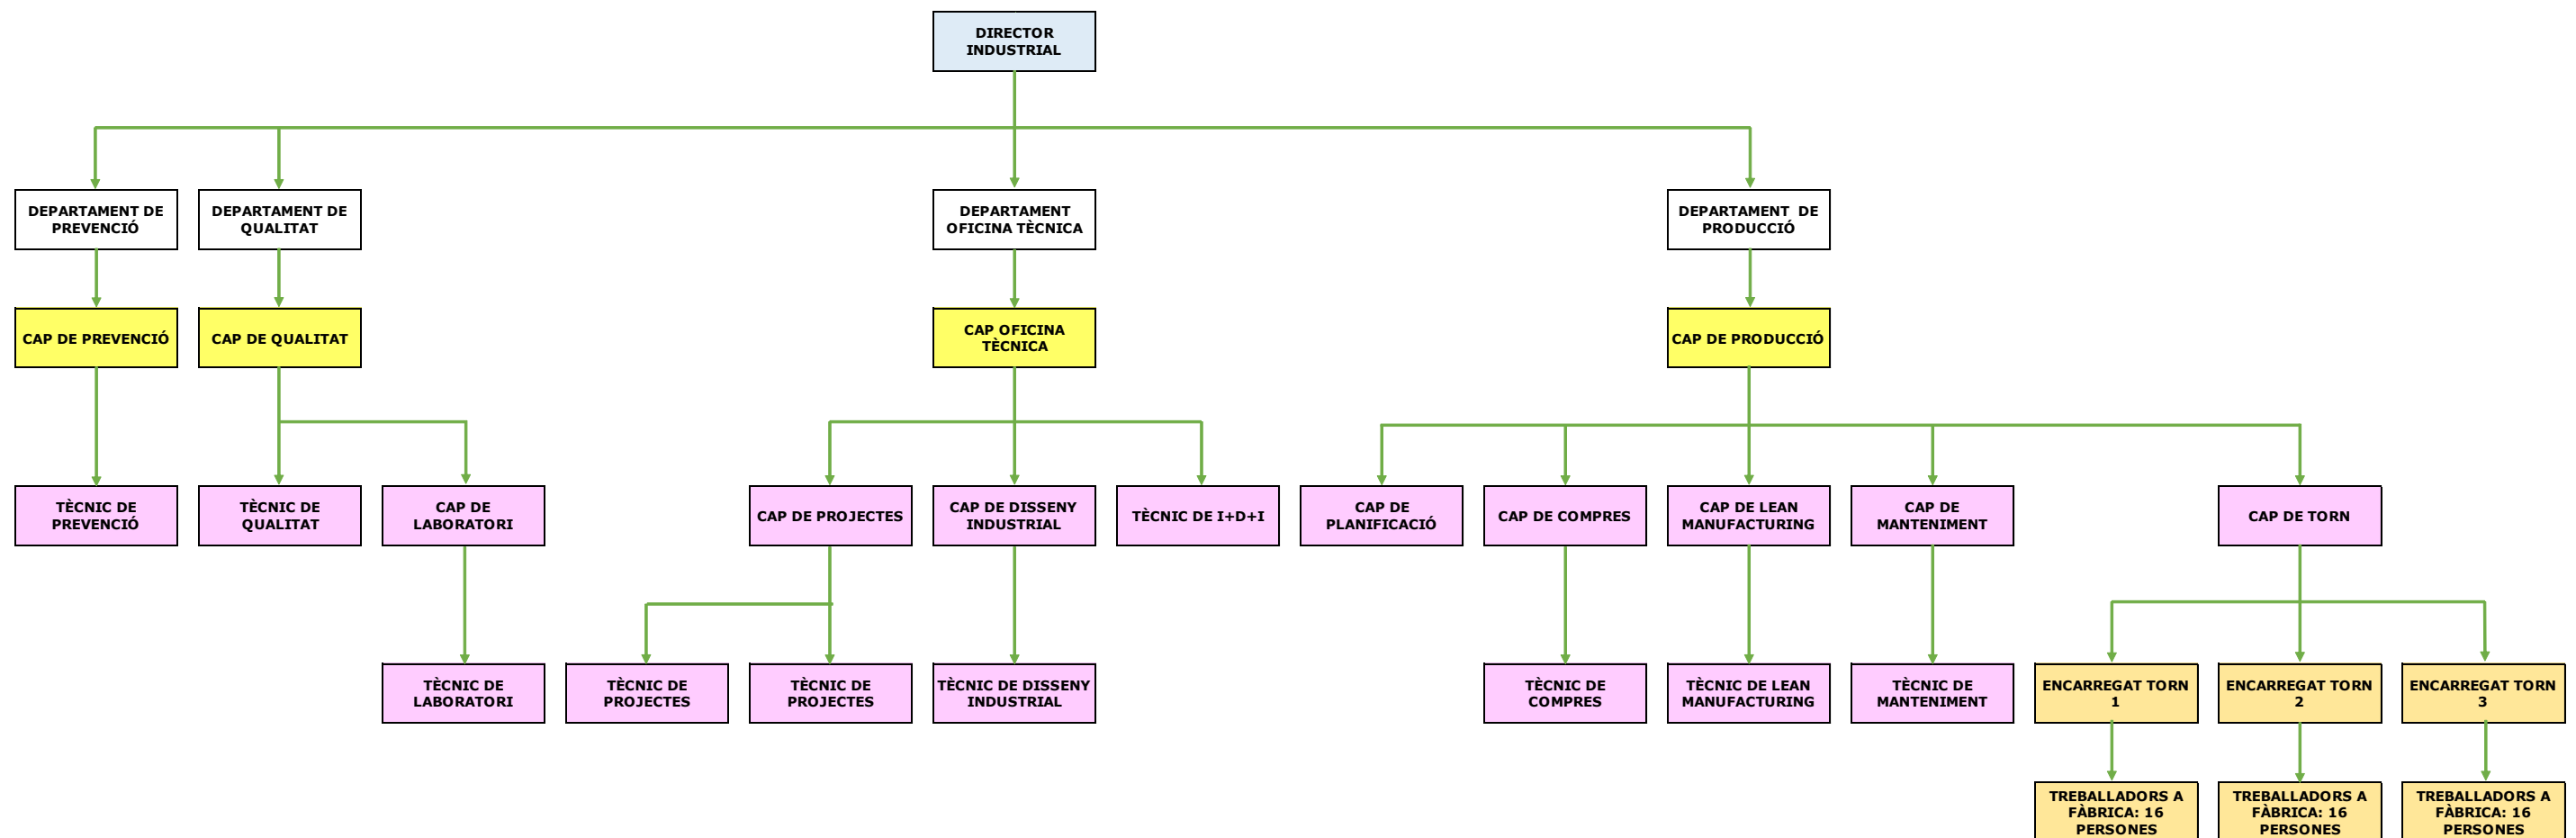 DIRECTOR
INDUSTRIAL
DEPARTAMENT DE
PREVENCIÓ
DEPARTAMENT DE
QUALITAT
DEPARTAMENT
OFICINA TÈCNICA
DEPARTAMENT DE
PRODUCCIÓ
CAP DE PREVENCIÓ
CAP DE QUALITAT
CAP OFICINA
TÈCNICA
CAP DE PRODUCCIÓ
TÈCNIC DE
PREVENCIÓ
TÈCNIC DE
QUALITAT
CAP DE
LABORATORI
CAP DE PROJECTES
CAP DE DISSENY
INDUSTRIAL
TÈCNIC DE I+D+I
CAP DE
PLANIFICACIÓ
CAP DE COMPRES
CAP DE LEAN
MANUFACTURING
CAP DE
MANTENIMENT
CAP DE TORN
TÈCNIC DE
LABORATORI
TÈCNIC DE
PROJECTES
TÈCNIC DE
PROJECTES
TÈCNIC DE DISSENY
INDUSTRIAL
TÈCNIC DE
COMPRES
TÈCNIC DE LEAN
MANUFACTURING
TÈCNIC DE
MANTENIMENT
ENCARREGAT TORN
1
ENCARREGAT TORN
2
ENCARREGAT TORN
3
TREBALLADORS A
FÀBRICA: 16
PERSONES
TREBALLADORS A
FÀBRICA: 16
PERSONES
TREBALLADORS A
FÀBRICA: 16
PERSONES